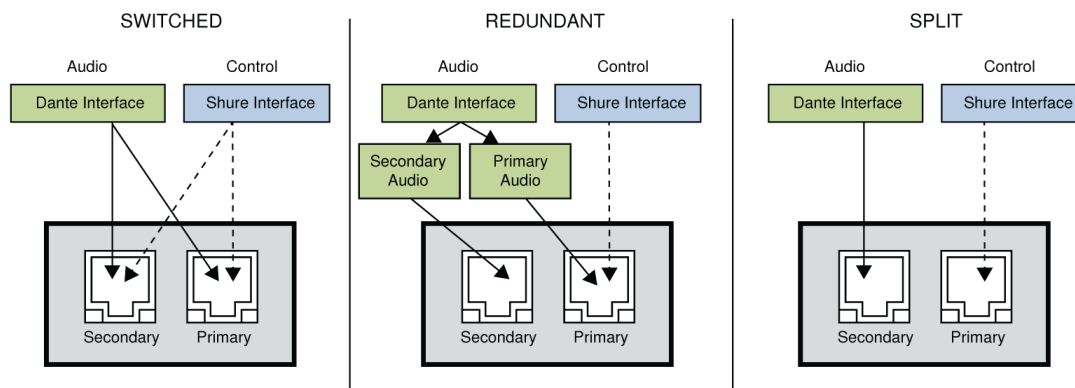 SWITCHED
Audio
Control
Dante Interface
Shure Interface
Secondary
Primary
REDUNDANT
Audio
Control
Dante Interface
Shure Interface
Secondary
Audio
Primary
Audio
Secondary
Primary
SPLIT
Audio
Control
Dante Interface
Shure Interface
Secondary
Primary